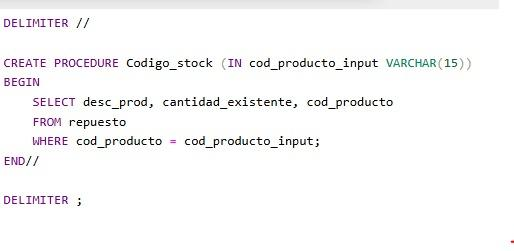 DELIMITER //
CREATE PROCEDURE Codigo_stock (IN cod_producto_input VARCHAR(15))
BEGIN
SELECT desc_prod, cantidad_existente, cod_producto
FROM repuesto
WHERE cod_producto = cod_producto_input;
END//
DELIMITER ;